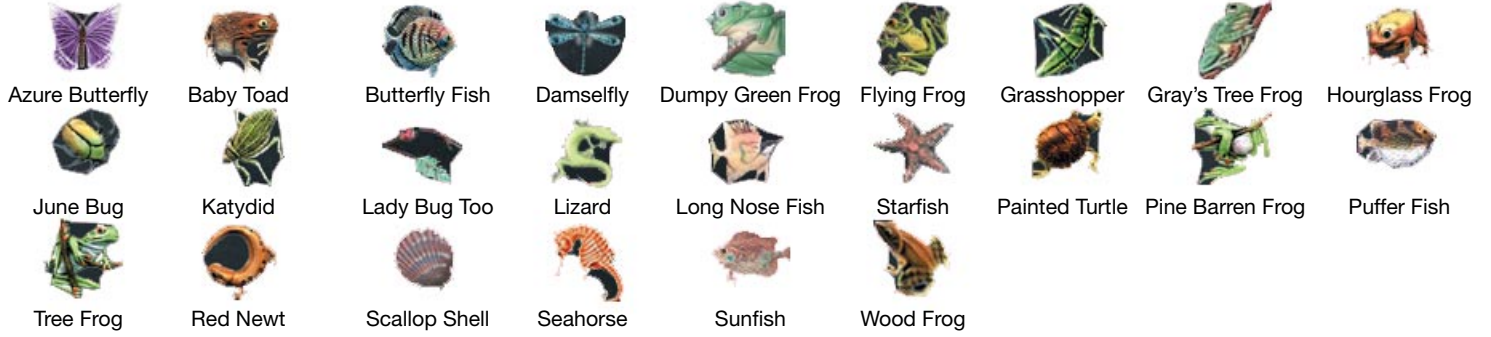 Azure Butterfly Baby Toad Butterfly Fish Damselfly Dumpy Green Frog Flying Frog Grasshopper Gray's Tree Frog Hourglass Frog
June Bug Katydid Lady Bug Too Lizard Long Nose Fish Starfish Painted Turtle Pine Barren Frog Puffer Fish
Tree Frog Red Newt Scallop Shell Seahorse Sunfish Wood Frog